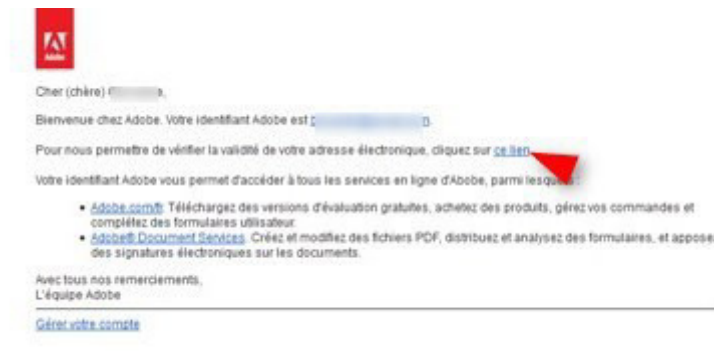 Adobe
Cher (chère)
Bienvenue chez Adobe. Votre identifiant Adobe est
Pour nous permettre de vérifier la validité de votre adresse électronique, cliquez sur ce lien
Votre identifiant Adobe vous permet d'accéder à tous les services en ligne d'Abobe, parmi lesquels :
• Adobe.com/fr Téléchargez des versions d'évaluation gratuites, achetez des produits, gérez vos commandes et
complétez des formulaires utilisateur.
• Adobe® Document Services. Créez et modifiez des fichiers PDF, distribuez et analysez des formulaires, et appose
des signatures électroniques sur les documents.
Avec tous nos remerciements,
L'équipe Adobe
Gérer votre compte